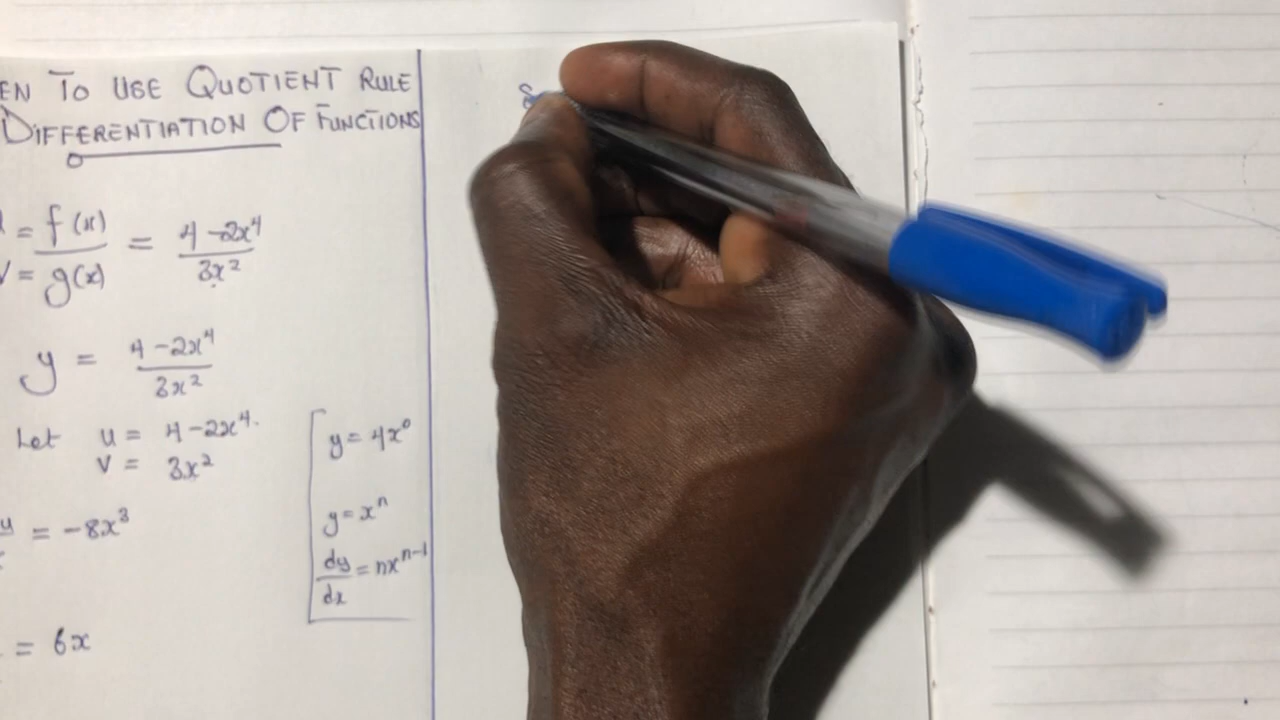 EN TO USE QUOTIENT RULE
DIFFERENTIATION OF FUNCTIONS
= f(x) / g(x) = 4-2x⁴ / 3x²
V =
y = 4-2x⁴ / 3x²
Let u = 4-2x⁴.
V = 3x²
= -8x³
= 6x
y = 4x⁰
y = xⁿ
dy/dx = nxⁿ⁻¹
S